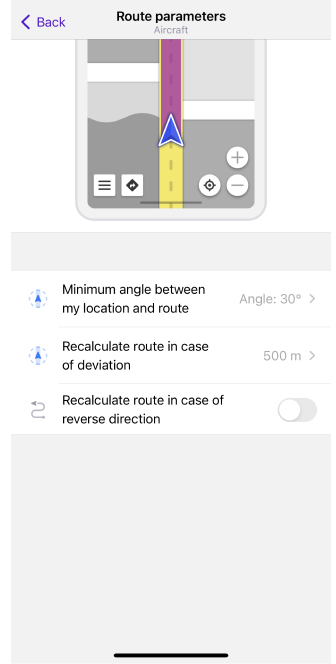 Back
Route parameters
Aircraft
Minimum angle between
my location and route
Angle: 30°
Recalculate route in case
of deviation
500 m
Recalculate route in case of
reverse direction